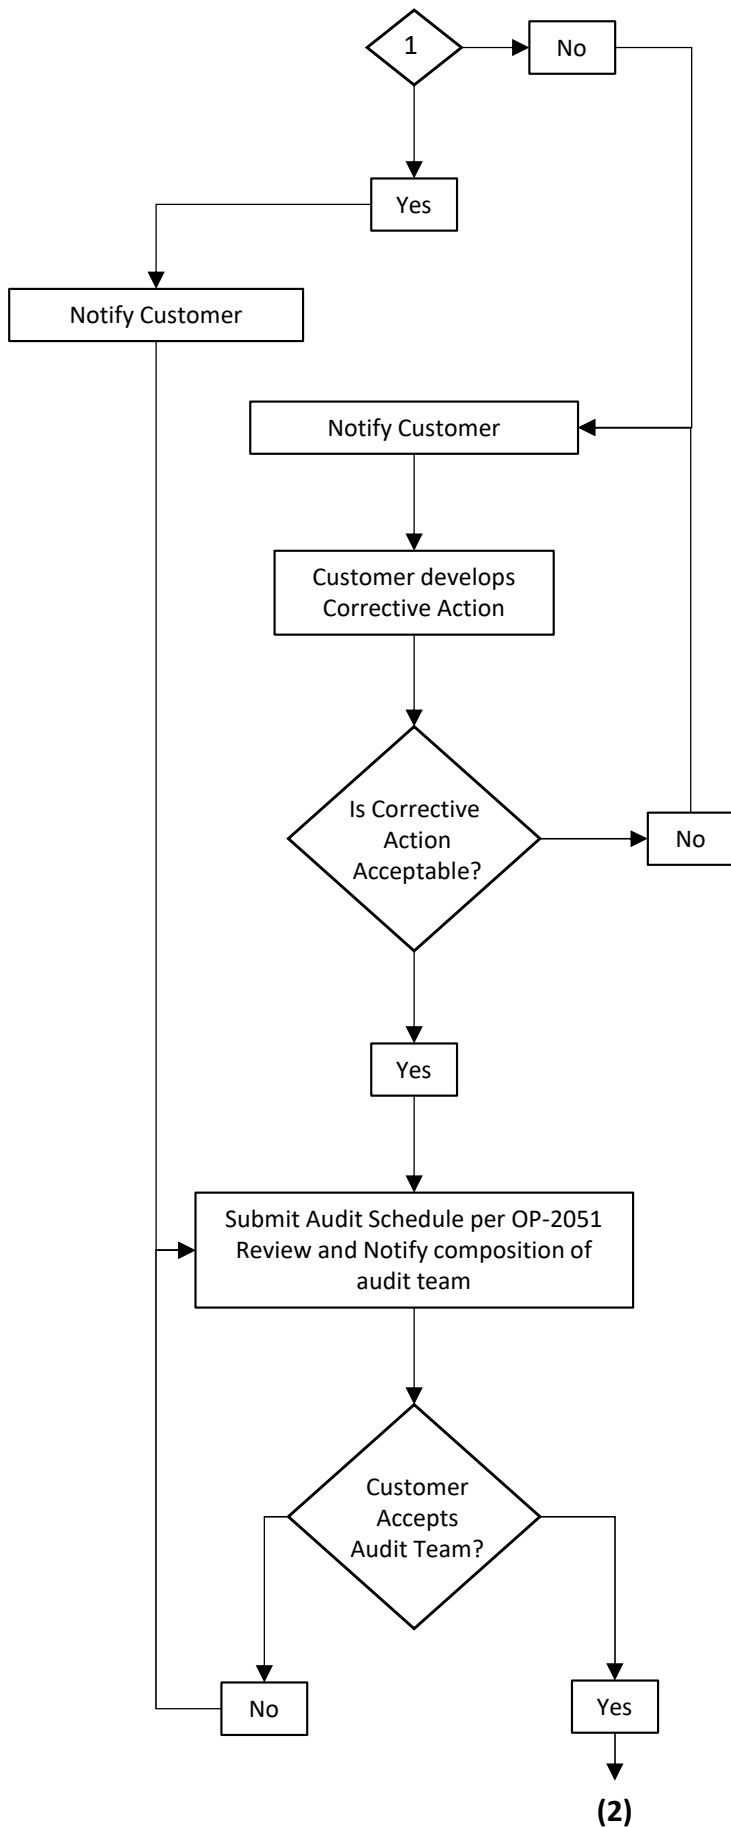 1
No
Yes
Notify Customer
Notify Customer
Customer develops
Corrective Action
Is Corrective
Action
Acceptable?
No
Yes
Submit Audit Schedule per OP-2051
Review and Notify composition of
audit team
Customer
Accepts
Audit Team?
No
Yes
(2)